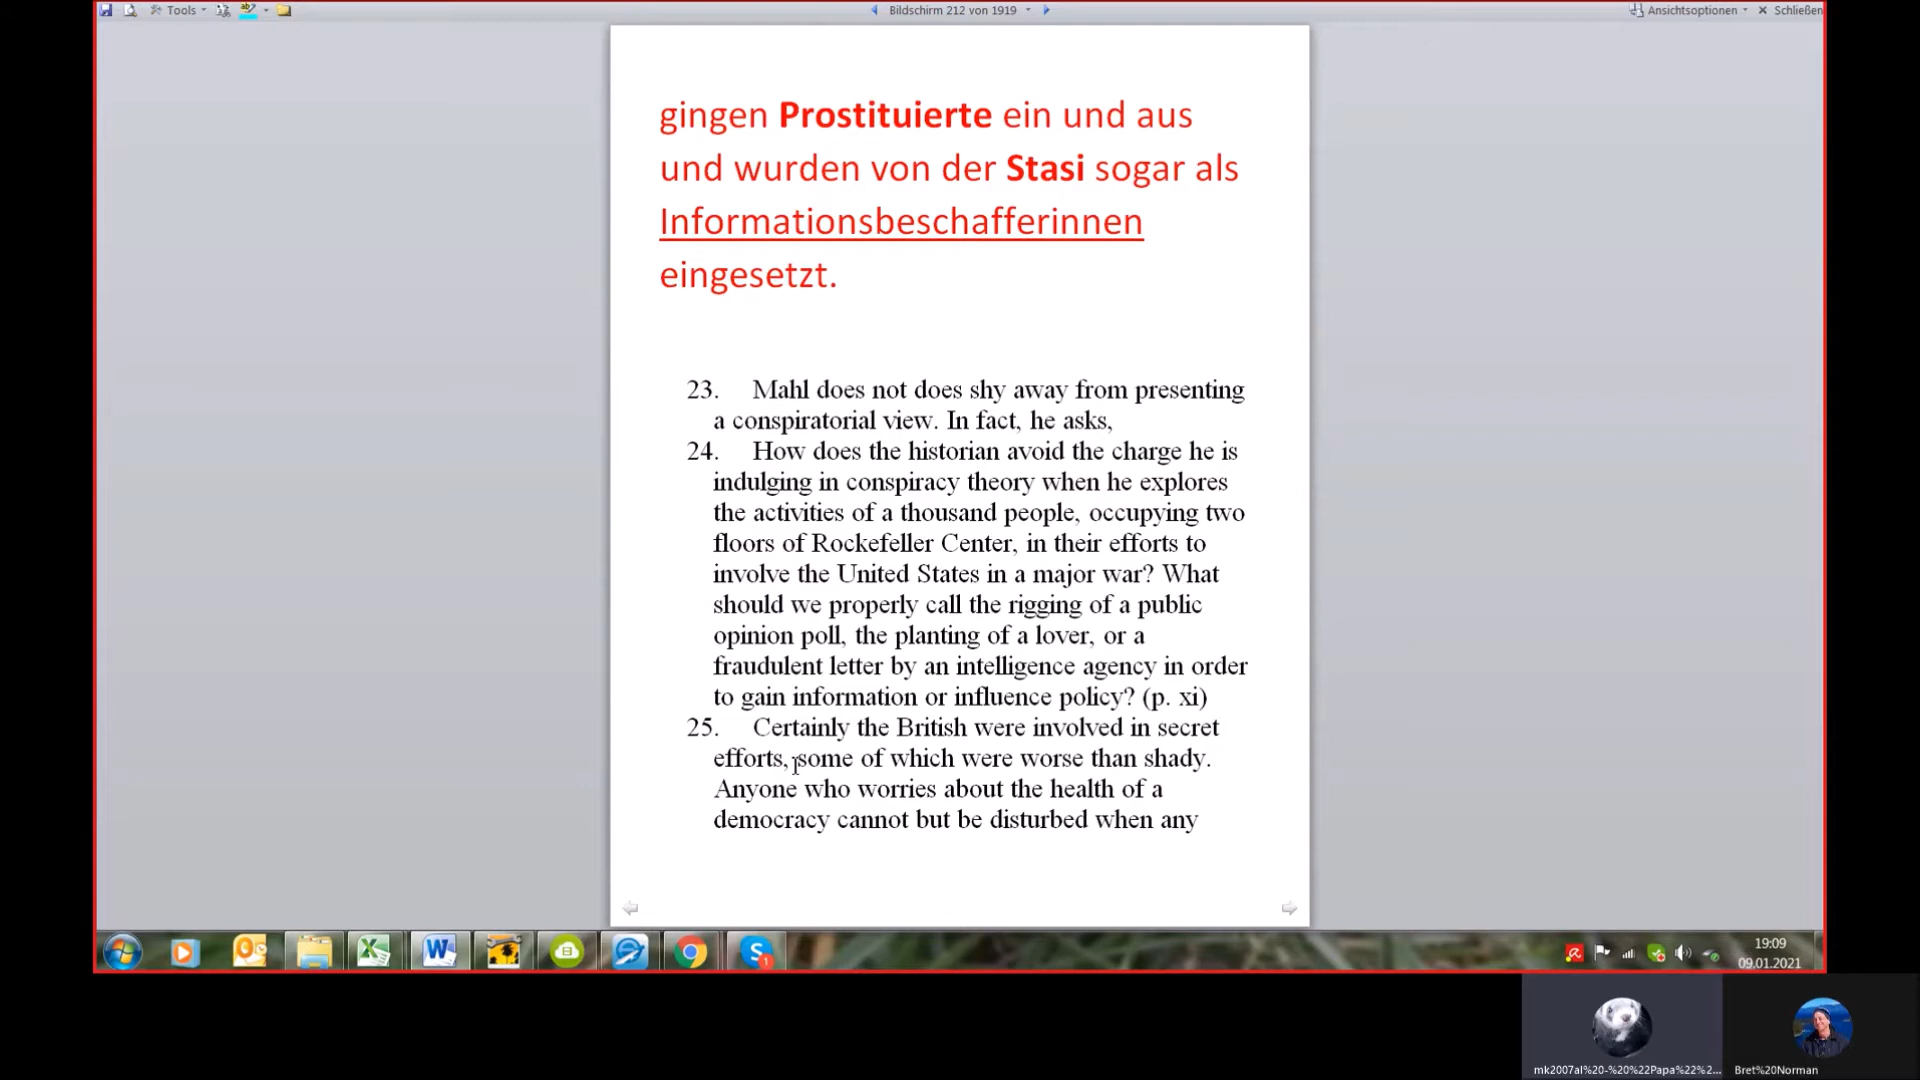 Tools
Bildschirm 212 von 1919
Ansichtsoptionen
Schließen
gingen Prostituierte ein und aus
und wurden von der Stasi sogar als
Informationsbeschafferinnen
eingesetzt.
23. Mahl does not does shy away from presenting
a conspiratorial view. In fact, he asks,
24. How does the historian avoid the charge he is
indulging in conspiracy theory when he explores
the activities of a thousand people, occupying two
floors of Rockefeller Center, in their efforts to
involve the United States in a major war? What
should we properly call the rigging of a public
opinion poll, the planting of a lover, or a
fraudulent letter by an intelligence agency in order
to gain information or influence policy? (p. xi)
25. Certainly the British were involved in secret
efforts, some of which were worse than shady.
Anyone who worries about the health of a
democracy cannot but be disturbed when any
19:09
09.01.2021
mk2007al%20-%20%22Papa%22%2...
Bret%20Norman